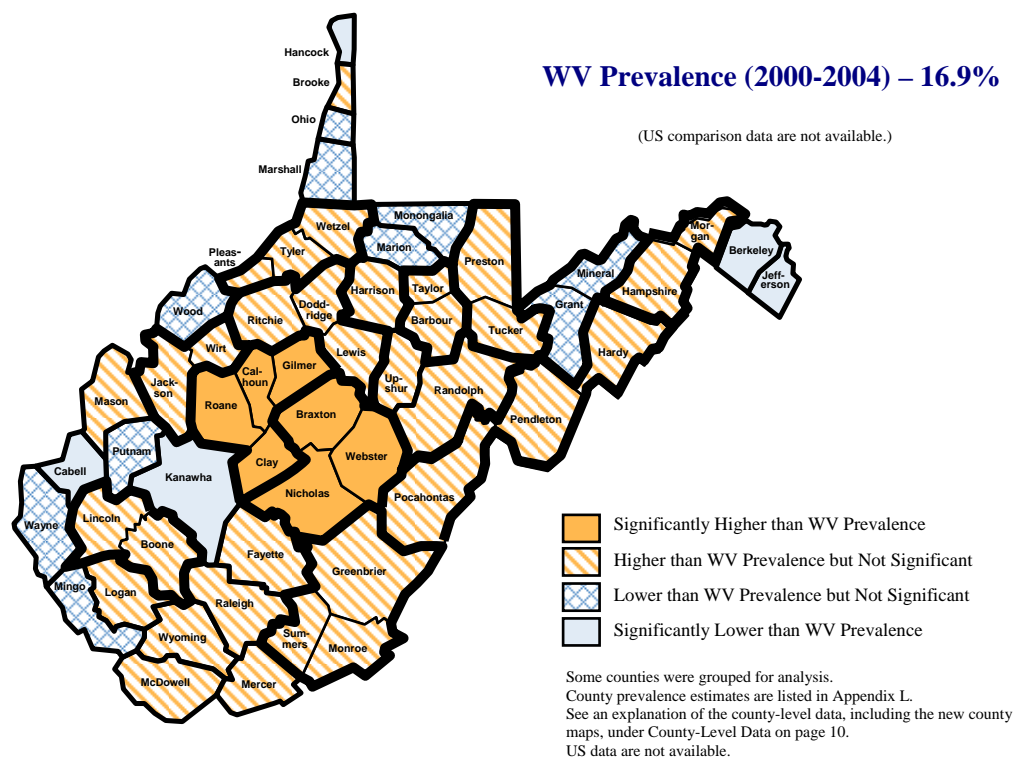 WV Prevalence (2000-2004) – 16.9%
(US comparison data are not available.)
Hancock
Brooke
Ohio
Marshall
Wetzel
Monongalia
Marion
Tyler
Pleas-
ants
Preston
Mor-
gan
Berkeley
Jeff-
erson
Mineral
Hampshire
Grant
Hardy
Wood
Ritchie
Dodd-
ridge
Harrison
Taylor
Barbour
Tucker
Wirt
Lewis
Gilmer
Cal-
houn
Up-
shur
Randolph
Jack-
son
Mason
Roane
Braxton
Pendleton
Putnam
Cabell
Kanawha
Clay
Webster
Nicholas
Pocahontas
Wayne
Lincoln
Boone
Fayette
Greenbrier
Mingo
Logan
Raleigh
Wyoming
Sum-
mers
Monroe
McDowell
Mercer
Significantly Higher than WV Prevalence
Higher than WV Prevalence but Not Significant
Lower than WV Prevalence but Not Significant
Significantly Lower than WV Prevalence
Some counties were grouped for analysis.
County prevalence estimates are listed in Appendix L.
See an explanation of the county-level data, including the new county
maps, under County-Level Data on page 10.
US data are not available.